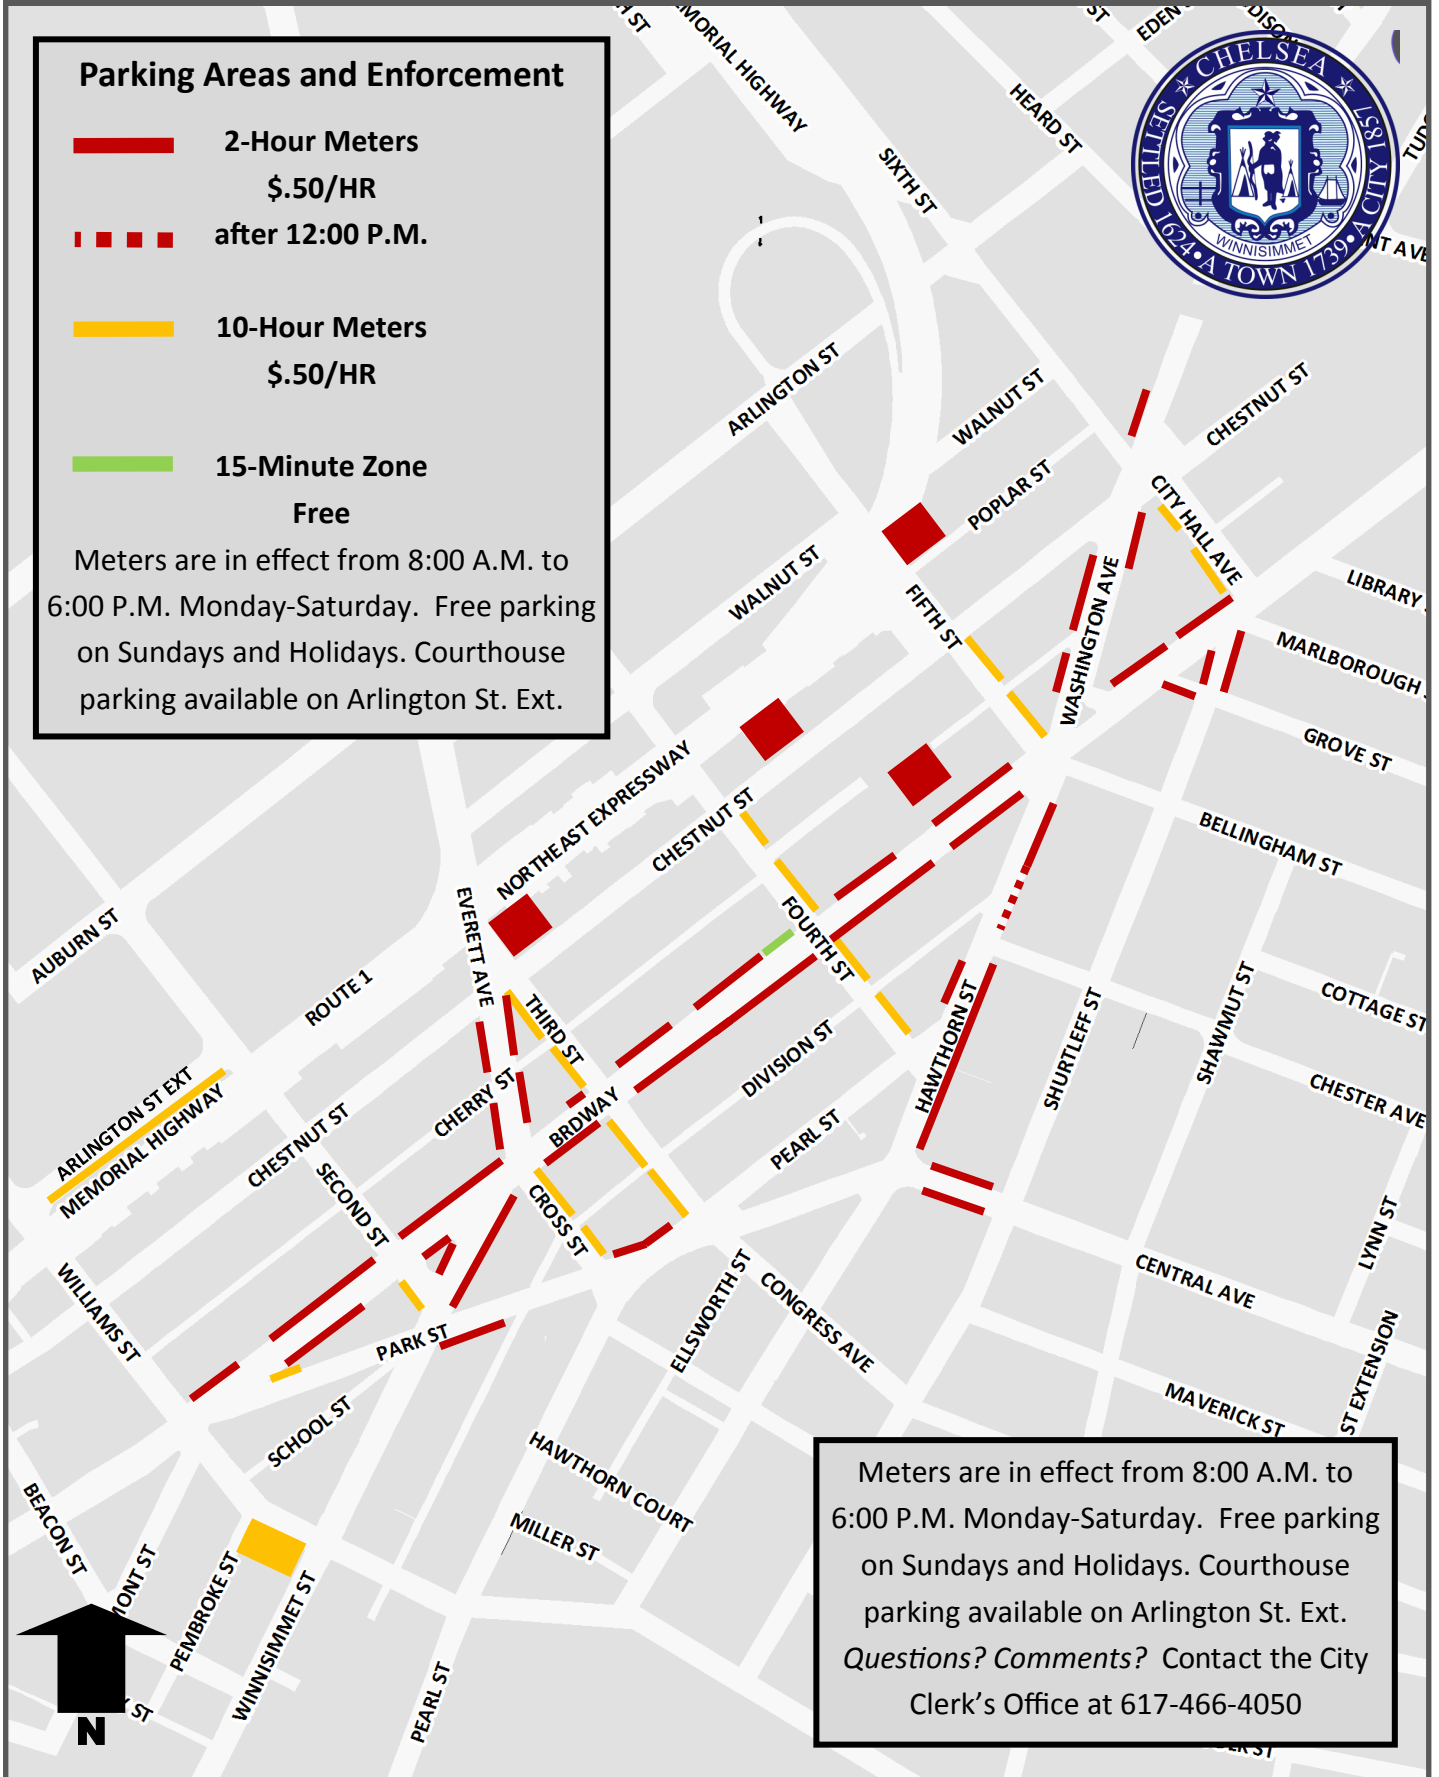 Parking Areas and Enforcement
2-Hour Meters
$.50/HR
after 12:00 P.M.
10-Hour Meters
$.50/HR
15-Minute Zone
Free
Meters are in effect from 8:00 A.M. to
6:00 P.M. Monday-Saturday.  Free parking
on Sundays and Holidays. Courthouse
parking available on Arlington St. Ext.
EMORIAL HIGHWAY
SIXTH ST
HEARD ST
EDEN
CHELSEA
SETTLED 1624 • A TOWN 1739 • A CITY 1857
WINNISIMMET
NT AVE
ARLINGTON ST
WALNUT ST
CHESTNUT ST
POPLAR ST
CITY HALL AVE
WALNUT ST
FIFTH ST
WASHINGTON AVE
LIBRARY
MARLBOROUGH
GROVE ST
NORTHEAST EXPRESSWAY
CHESTNUT ST
BELLINGHAM ST
EVERETT AVE
AUBURN ST
ROUTE 1
FOURTH ST
THIRD ST
HAWTHORN ST
SHURTLEFF ST
SHAWMUT ST
COTTAGE ST
DIVISION ST
CHERRY ST
BRDWAY
PEARL ST
CHESTER AVE
ARLINGTON ST EXT
MEMORIAL HIGHWAY
CHESTNUT ST
SECOND ST
CROSS ST
LYNN ST
WILLIAMS ST
PARK ST
ELLSWORTH ST
CONGRESS AVE
CENTRAL AVE
MAVERICK ST
ST EXTENSION
SCHOOL ST
HAWTHORN COURT
MILLER ST
BEACON ST
MONT ST
PEMBROKE ST
WINNISIMMET ST
PEARL ST
N
Meters are in effect from 8:00 A.M. to
6:00 P.M. Monday-Saturday.  Free parking
on Sundays and Holidays. Courthouse
parking available on Arlington St. Ext.
Questions? Comments?  Contact the City
Clerk's Office at 617-466-4050